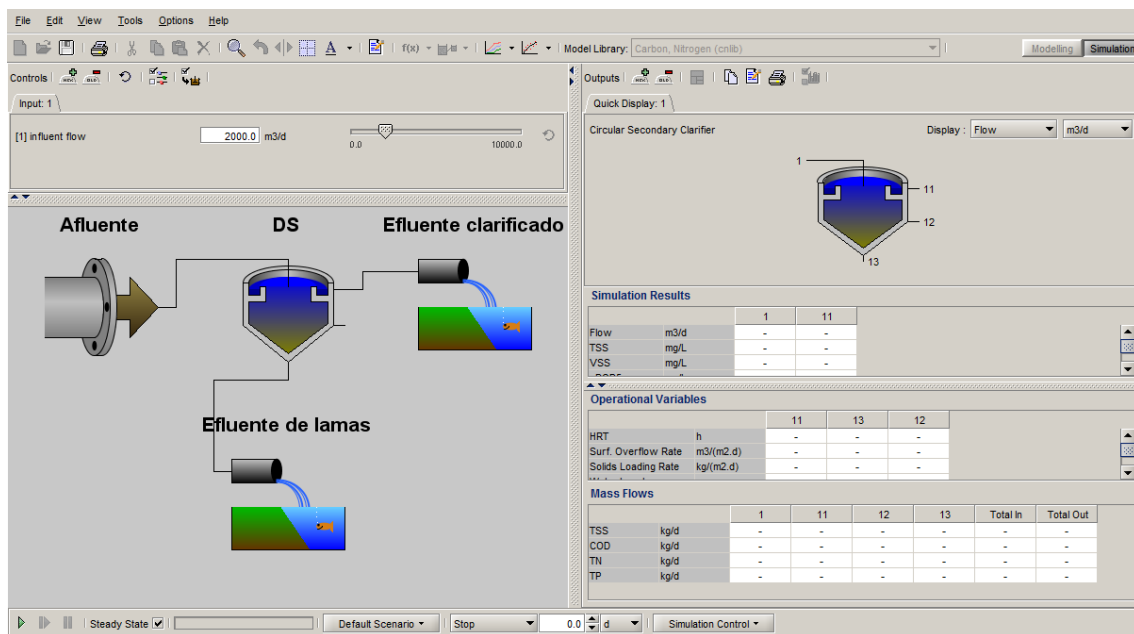 File Edit View Tools Options Help
A f(x) Model Library: Carbon, Nitrogen (cnlib) Modelling Simulation
Controls
Outputs
Input: 1
Quick Display: 1
[1] influent flow 2000.0 m3/d
0.0 10000.0
Circular Secondary Clarifier Display : Flow m3/d
1
11
12
13
Afluente DS Efluente clarificado
Efluente de lamas
Simulation Results
1 11
Flow m3/d - -
TSS mg/L - -
VSS mg/L - -
Operational Variables
11 13 12
HRT h - - -
Surf. Overflow Rate m3/(m2.d) - - -
Solids Loading Rate kg/(m2.d) - - -
Mass Flows
1 11 12 13 Total In Total Out
TSS kg/d - - - - - -
COD kg/d - - - - - -
TN kg/d - - - - - -
TP kg/d - - - - - -
Steady State Default Scenario Stop 0.0 d Simulation Control